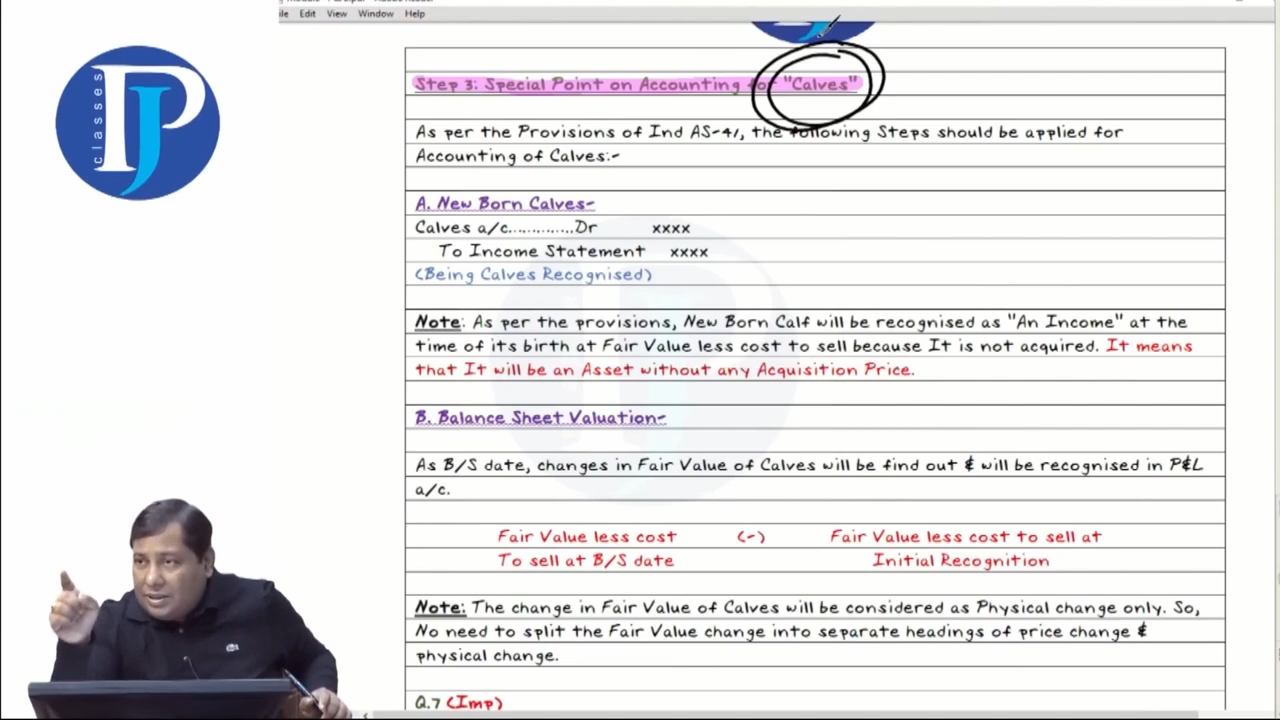 Edit View Window Help
classes
PJ
Step 3: Special Point on Accounting for "Calves"
As per the Provisions of Ind AS-41, the following Steps should be applied for
Accounting of Calves:-
A. New Born Calves-
Calves a/c.............Dr xxxx
To Income Statement xxxx
(Being Calves Recognised)
Note: As per the provisions, New Born Calf will be recognised as "An Income" at the
time of its birth at Fair Value less cost to sell because It is not acquired. It means
that It will be an Asset without any Acquisition Price.
B. Balance Sheet Valuation-
As B/S date, changes in Fair Value of Calves will be find out & will be recognised in P&L
a/c.
Fair Value less cost (-) Fair Value less cost to sell at
To sell at B/S date Initial Recognition
Note: The change in Fair Value of Calves will be considered as Physical change only. So,
No need to split the Fair Value change into separate headings of price change &
physical change.
Q.7 (Imp)